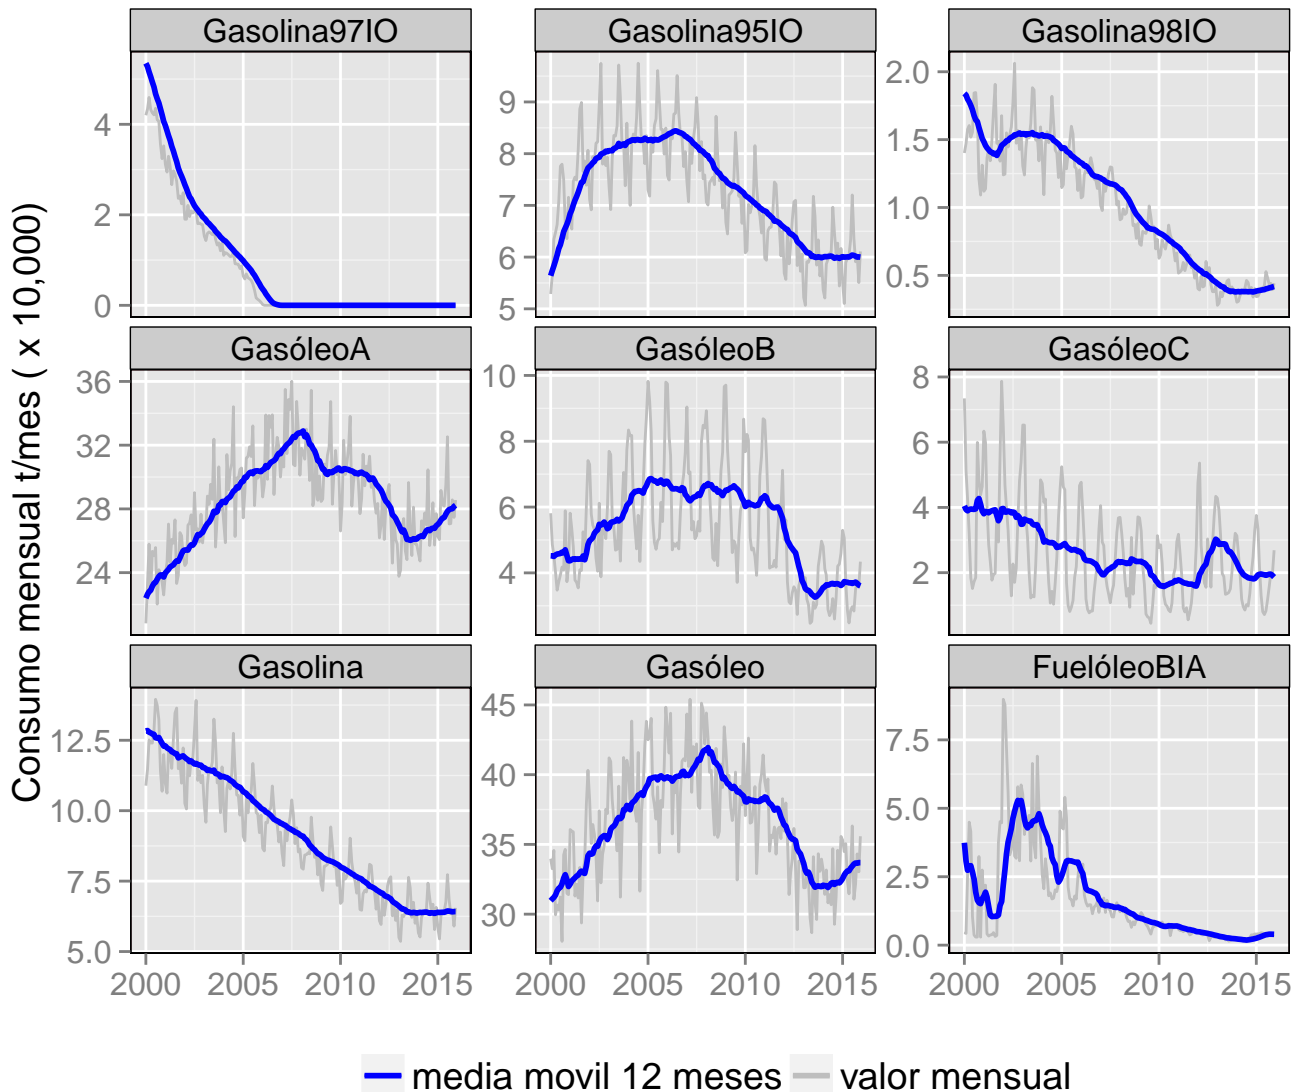 Consumo mensual t/mes ( x 10,000)
Gasolina97IO
4
2
0
Gasolina95IO
9
8
7
6
5
Gasolina98IO
2.0
1.5
1.0
0.5
GasóleoA
36
32
28
24
GasóleoB
10
8
6
4
GasóleoC
8
6
4
2
Gasolina
12.5
10.0
7.5
5.0
2000 2005 2010 2015
Gasóleo
45
40
35
30
2000 2005 2010 2015
FuelóleoBIA
7.5
5.0
2.5
0.0
2000 2005 2010 2015
media movil 12 meses valor mensual